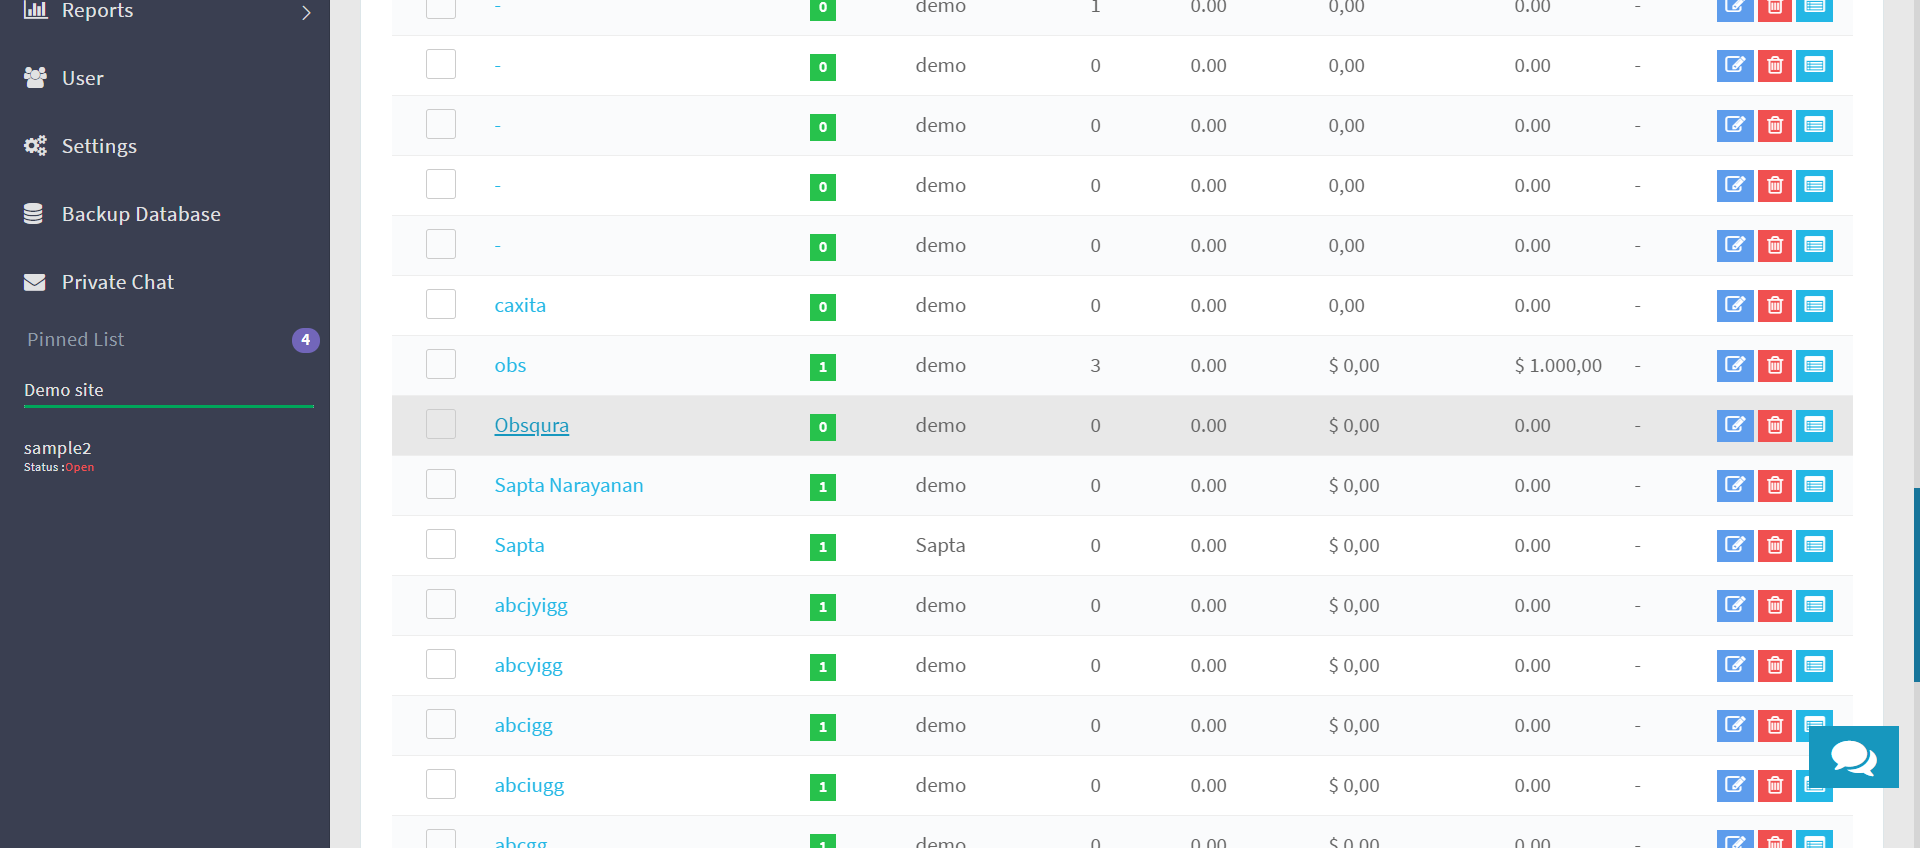 Reports
- 0 demo 1 0.00 0,00 0.00 -
User
- 0 demo 0 0.00 0,00 0.00 -
- 0 demo 0 0.00 0,00 0.00 -
Settings
- 0 demo 0 0.00 0,00 0.00 -
Backup Database
- 0 demo 0 0.00 0,00 0.00 -
Private Chat
caxita 0 demo 0 0.00 0,00 0.00 -
Pinned List 4
obs 1 demo 3 0.00 $ 0,00 $ 1.000,00 -
Demo site
Obsqura 0 demo 0 0.00 $ 0,00 0.00 -
sample2
Status :Open
Sapta Narayanan 1 demo 0 0.00 $ 0,00 0.00 -
Sapta 1 Sapta 0 0.00 $ 0,00 0.00 -
abcjyigg 1 demo 0 0.00 $ 0,00 0.00 -
abcyigg 1 demo 0 0.00 $ 0,00 0.00 -
abcigg 1 demo 0 0.00 $ 0,00 0.00 -
abciugg 1 demo 0 0.00 $ 0,00 0.00 -
abcgg 1 demo 0 0.00 $ 0,00 0.00 -